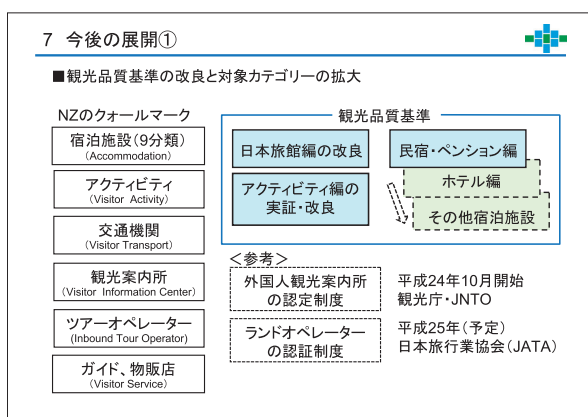 7 今後の展開①
■観光品質基準の改良と対象カテゴリーの拡大
NZのクォールマーク
宿泊施設(9分類)
(Accommodation)
アクティビティ
(Visitor Activity)
交通機関
(Visitor Transport)
観光案内所
(Visitor Information Center)
ツアーオペレーター
(Inbound Tour Operator)
ガイド、物販店
(Visitor Service)
観光品質基準
日本旅館編の改良
アクティビティ編の
実証・改良
民宿・ペンション編
ホテル編
その他宿泊施設
<参考>
外国人観光案内所
の認定制度
平成24年10月開始
観光庁・JNTO
ランドオペレーター
の認証制度
平成25年(予定)
日本旅行業協会(JATA)